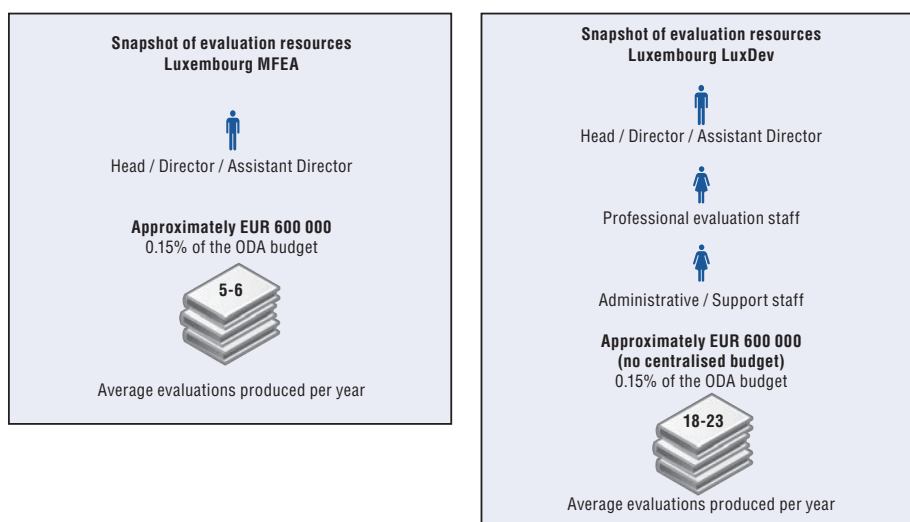 Snapshot of evaluation resources
Luxembourg MFEA
Head / Director / Assistant Director
Approximately EUR 600 000
0.15% of the ODA budget
5-6
Average evaluations produced per year
Snapshot of evaluation resources
Luxembourg LuxDev
Head / Director / Assistant Director
Professional evaluation staff
Administrative / Support staff
Approximately EUR 600 000
(no centralised budget)
0.15% of the ODA budget
18-23
Average evaluations produced per year